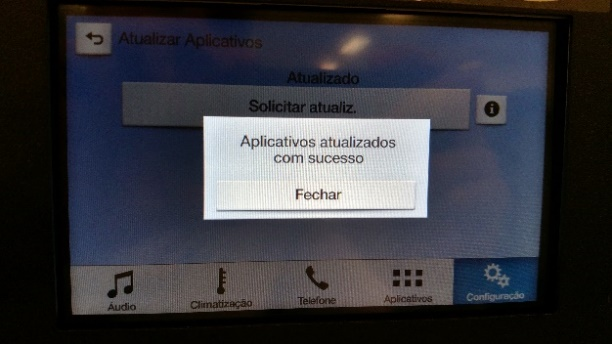 Atualizar Aplicativos
Atualizado
Solicitar atualiz.
Aplicativos atualizados
com sucesso
Fechar
Áudio
Climatização
Telefone
Aplicativos
Configuração